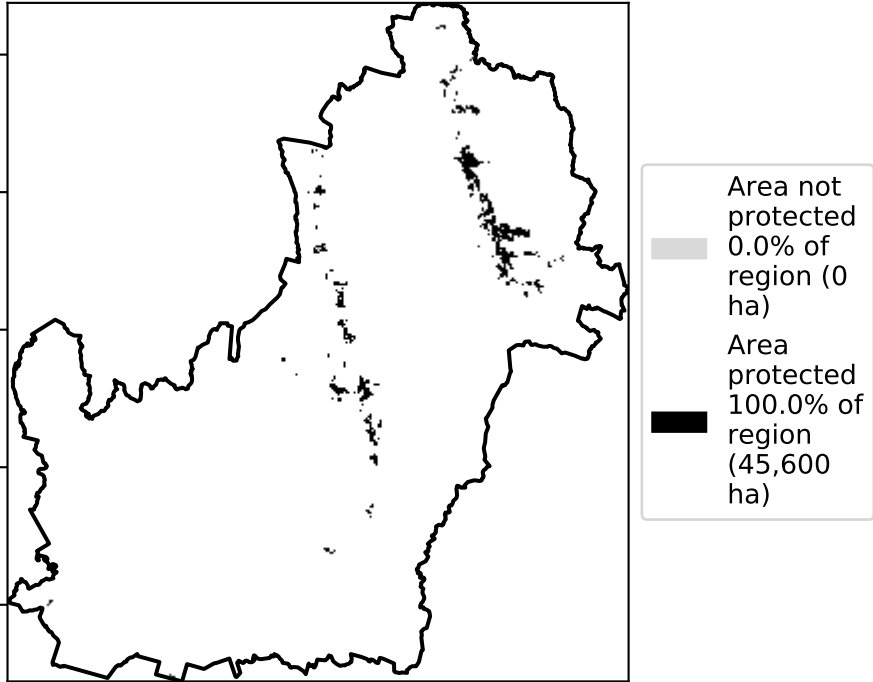 Area not
protected
0.0% of
region (0
ha)
Area
protected
100.0% of
region
(45,600
ha)